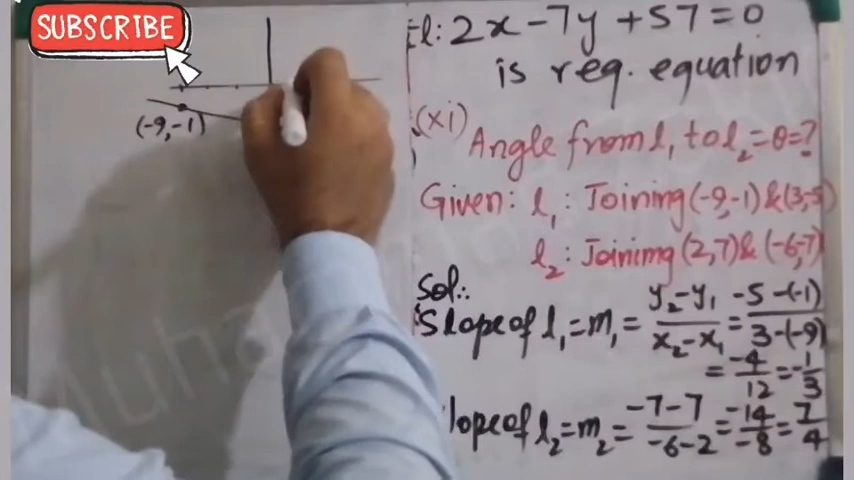 SUBSCRIBE
(-9,-1)
l: 2x-7y+57=0
is req. equation
(xi) Angle from l₁ to l₂ = θ = ?
Given: l₁: Joining (-9,-1) & (3,-5)
l₂: Joining (2,7) & (-6,-7)
Sol:
Slope of l₁ = m₁ = y₂-y₁/x₂-x₁ = -5-(-1)/3-(-9)
= -4/12 = -1/3
lope of l₂ = m₂ = -7-7/-6-2 = -14/-8 = 7/4